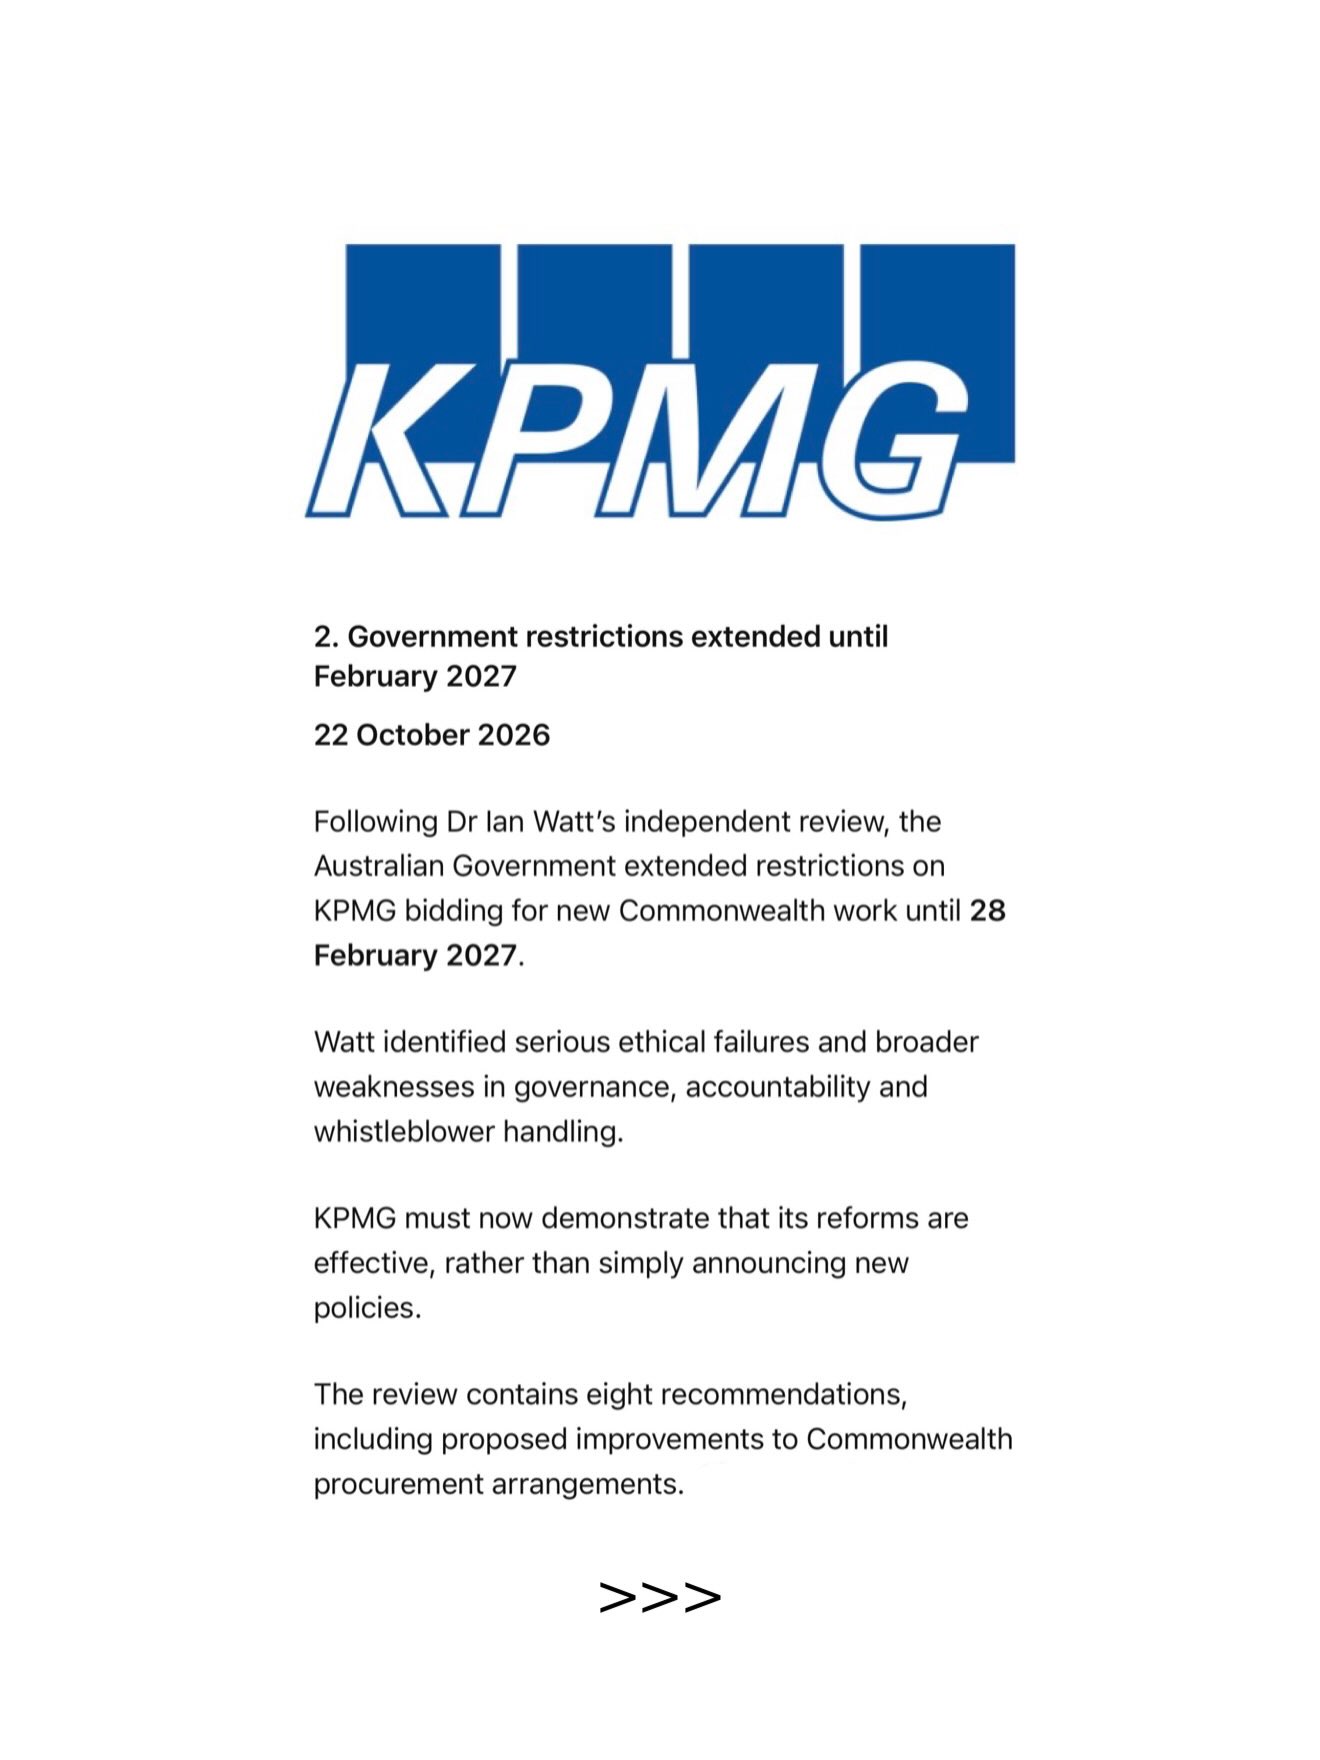 KPMG
2. Government restrictions extended until
February 2027
22 October 2026
Following Dr Ian Watt’s independent review, the
Australian Government extended restrictions on
KPMG bidding for new Commonwealth work until 28
February 2027.
Watt identified serious ethical failures and broader
weaknesses in governance, accountability and
whistleblower handling.
KPMG must now demonstrate that its reforms are
effective, rather than simply announcing new
policies.
The review contains eight recommendations,
including proposed improvements to Commonwealth
procurement arrangements.
>>>